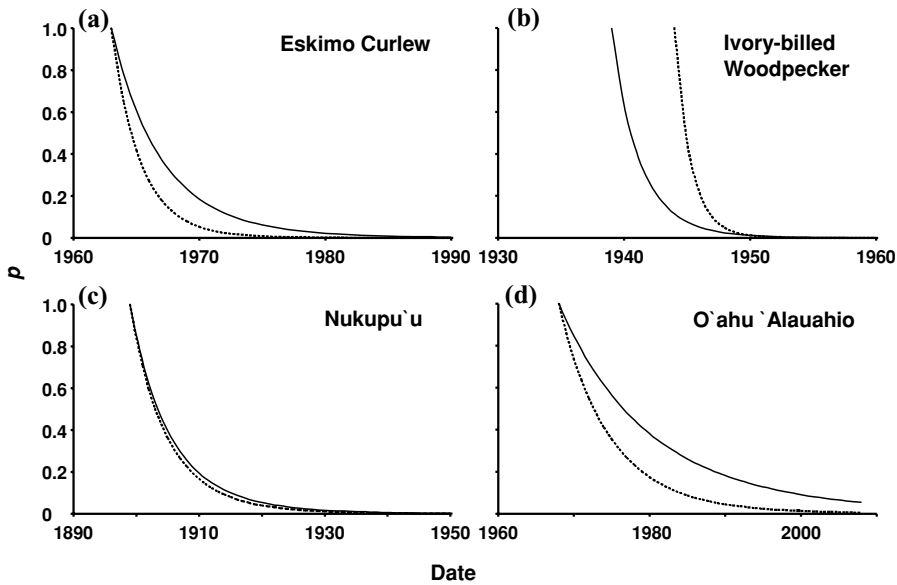 (a)
Eskimo Curlew
1.0
0.8
0.6
0.4
0.2
0
1960 1970 1980 1990
(b)
Ivory-billed
Woodpecker
1930 1940 1950 1960
p
(c)
Nukupu`u
1.0
0.8
0.6
0.4
0.2
0
1890 1910 1930 1950
(d)
O`ahu `Alauahio
1960 1980 2000
Date